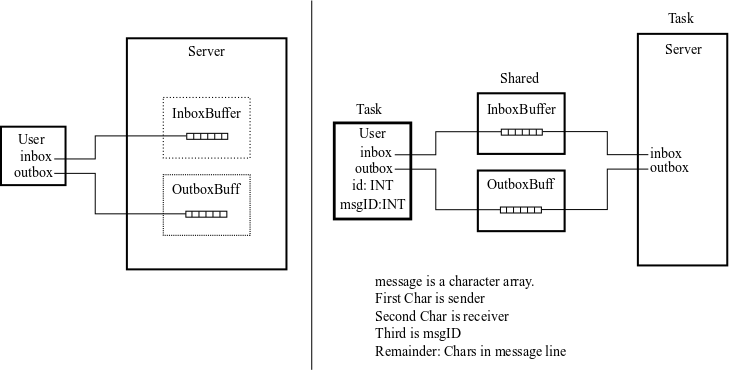 Server
InboxBuffer
User
inbox
outbox
OutboxBuff
Task
Server
Shared
Task
InboxBuffer
User
inbox
outbox
id: INT
msgID:INT
OutboxBuff
inbox
outbox
message is a character array.
First Char is sender
Second Char is receiver
Third is msgID
Remainder: Chars in message line